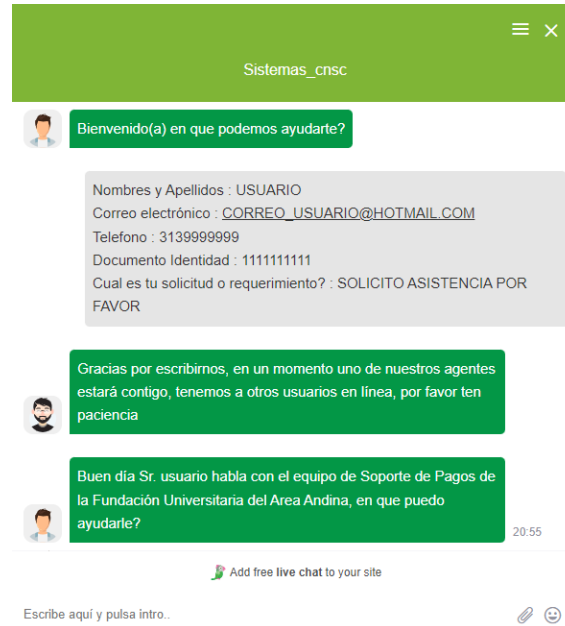 Sistemas_cnsc
Bienvenido(a) en que podemos ayudarte?
Nombres y Apellidos : USUARIO
Correo electrónico : CORREO_USUARIO@HOTMAIL.COM
Telefono : 3139999999
Documento Identidad : 1111111111
Cual es tu solicitud o requerimiento? : SOLICITO ASISTENCIA POR
FAVOR
Gracias por escribirnos, en un momento uno de nuestros agentes
estará contigo, tenemos a otros usuarios en línea, por favor ten
paciencia
Buen día Sr. usuario habla con el equipo de Soporte de Pagos de
la Fundación Universitaria del Area Andina, en que puedo
ayudarle?
20:55
Add free live chat to your site
Escribe aquí y pulsa intro..